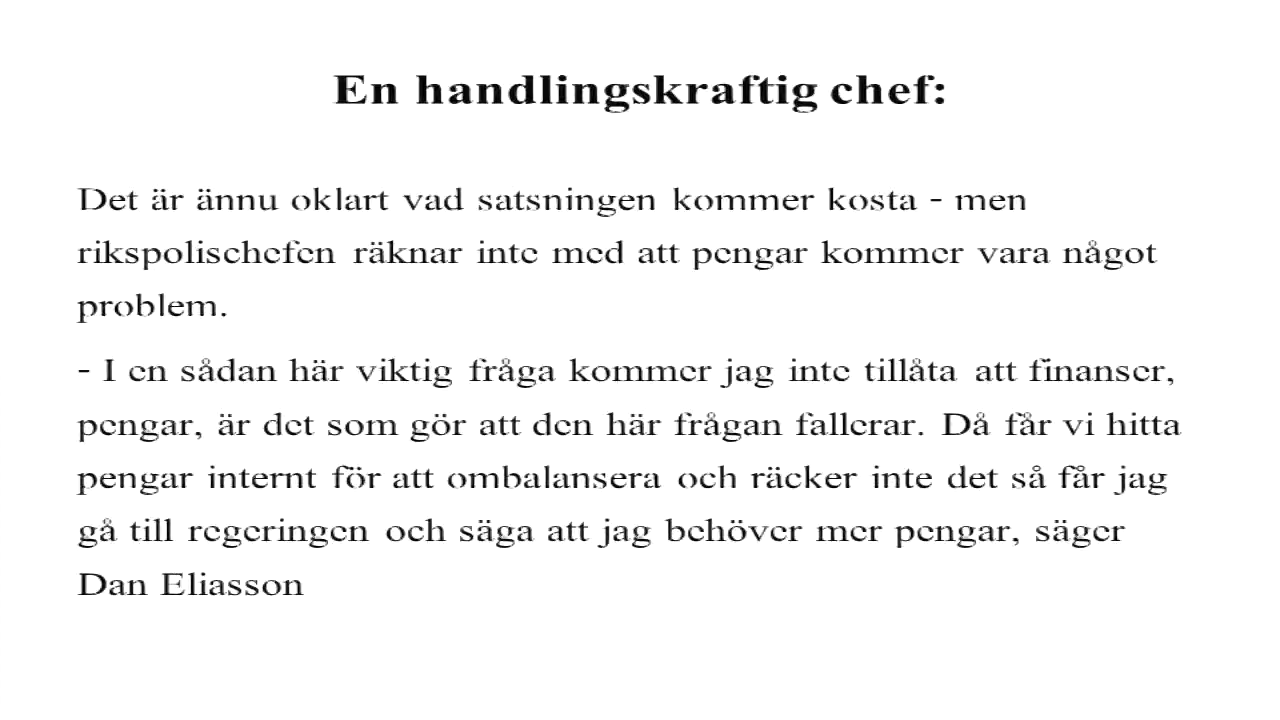 En handlingskraftig chef:
Det är ännu oklart vad satsningen kommer kosta - men
rikspolischefen räknar inte med att pengar kommer vara något
problem.
- I en sådan här viktig fråga kommer jag inte tillåta att finanser,
pengar, är det som gör att den här frågan fallerar. Då får vi hitta
pengar internt för att ombalansera och räcker inte det så får jag
gå till regeringen och säga att jag behöver mer pengar, säger
Dan Eliasson